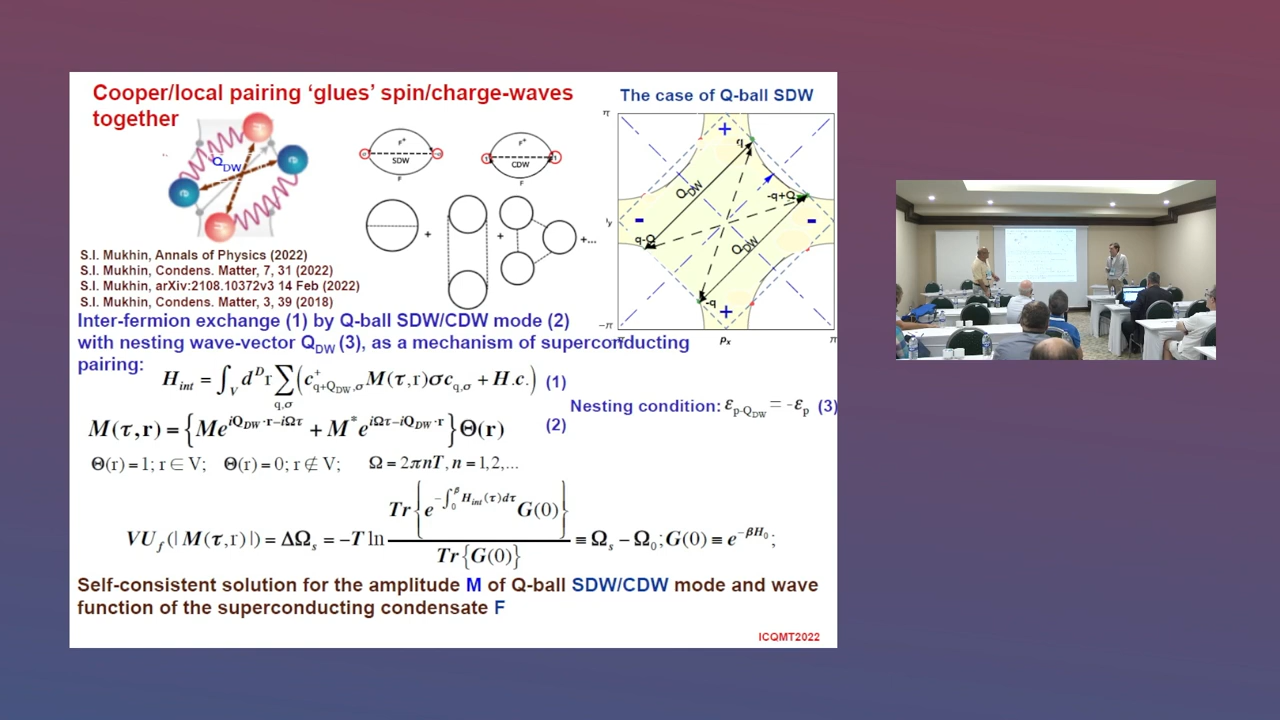 Cooper/local pairing ‘glues’ spin/charge-waves
together
The case of Q-ball SDW
Q_DW
F⁺
SDW
F
F⁺
CDW
F
+
+
+...
π
+
q
Q_DW
-q+Ω
-
-
q-Q
Q_DW
-q
+
−π
p_x
π
S.I. Mukhin, Annals of Physics (2022)
S.I. Mukhin, Condens. Matter, 7, 31 (2022)
S.I. Mukhin, arXiv:2108.10372v3 14 Feb (2022)
S.I. Mukhin, Condens. Matter, 3, 39 (2018)
Inter-fermion exchange (1) by Q-ball SDW/CDW mode (2)
with nesting wave-vector Q_DW (3), as a mechanism of superconducting
pairing:
H_int = ∫_V d^D r ∑_{q,σ} (c⁺_{q+Q_DW,σ} M(τ,r)σc_{q,σ} + H.c.) (1)
Nesting condition: ε_{p-Q_DW} = -ε_p (3)
M(τ,r) = {Me^{iQ_DW·r−iΩτ} + M*e^{iΩτ−iQ_DW·r}}Θ(r) (2)
Θ(r) = 1; r ∈ V; Θ(r) = 0; r ∉ V; Ω = 2πnT, n = 1,2,...
VU_f(|M(τ,r)|) = ΔΩ_s = −T ln Tr{e^{−∫_0^β H_int(τ)dτ} G(0)} / Tr{G(0)} ≡ Ω_s − Ω_0; G(0) ≡ e^{−βH_0};
Self-consistent solution for the amplitude M of Q-ball SDW/CDW mode and wave
function of the superconducting condensate F
ICQMT2022